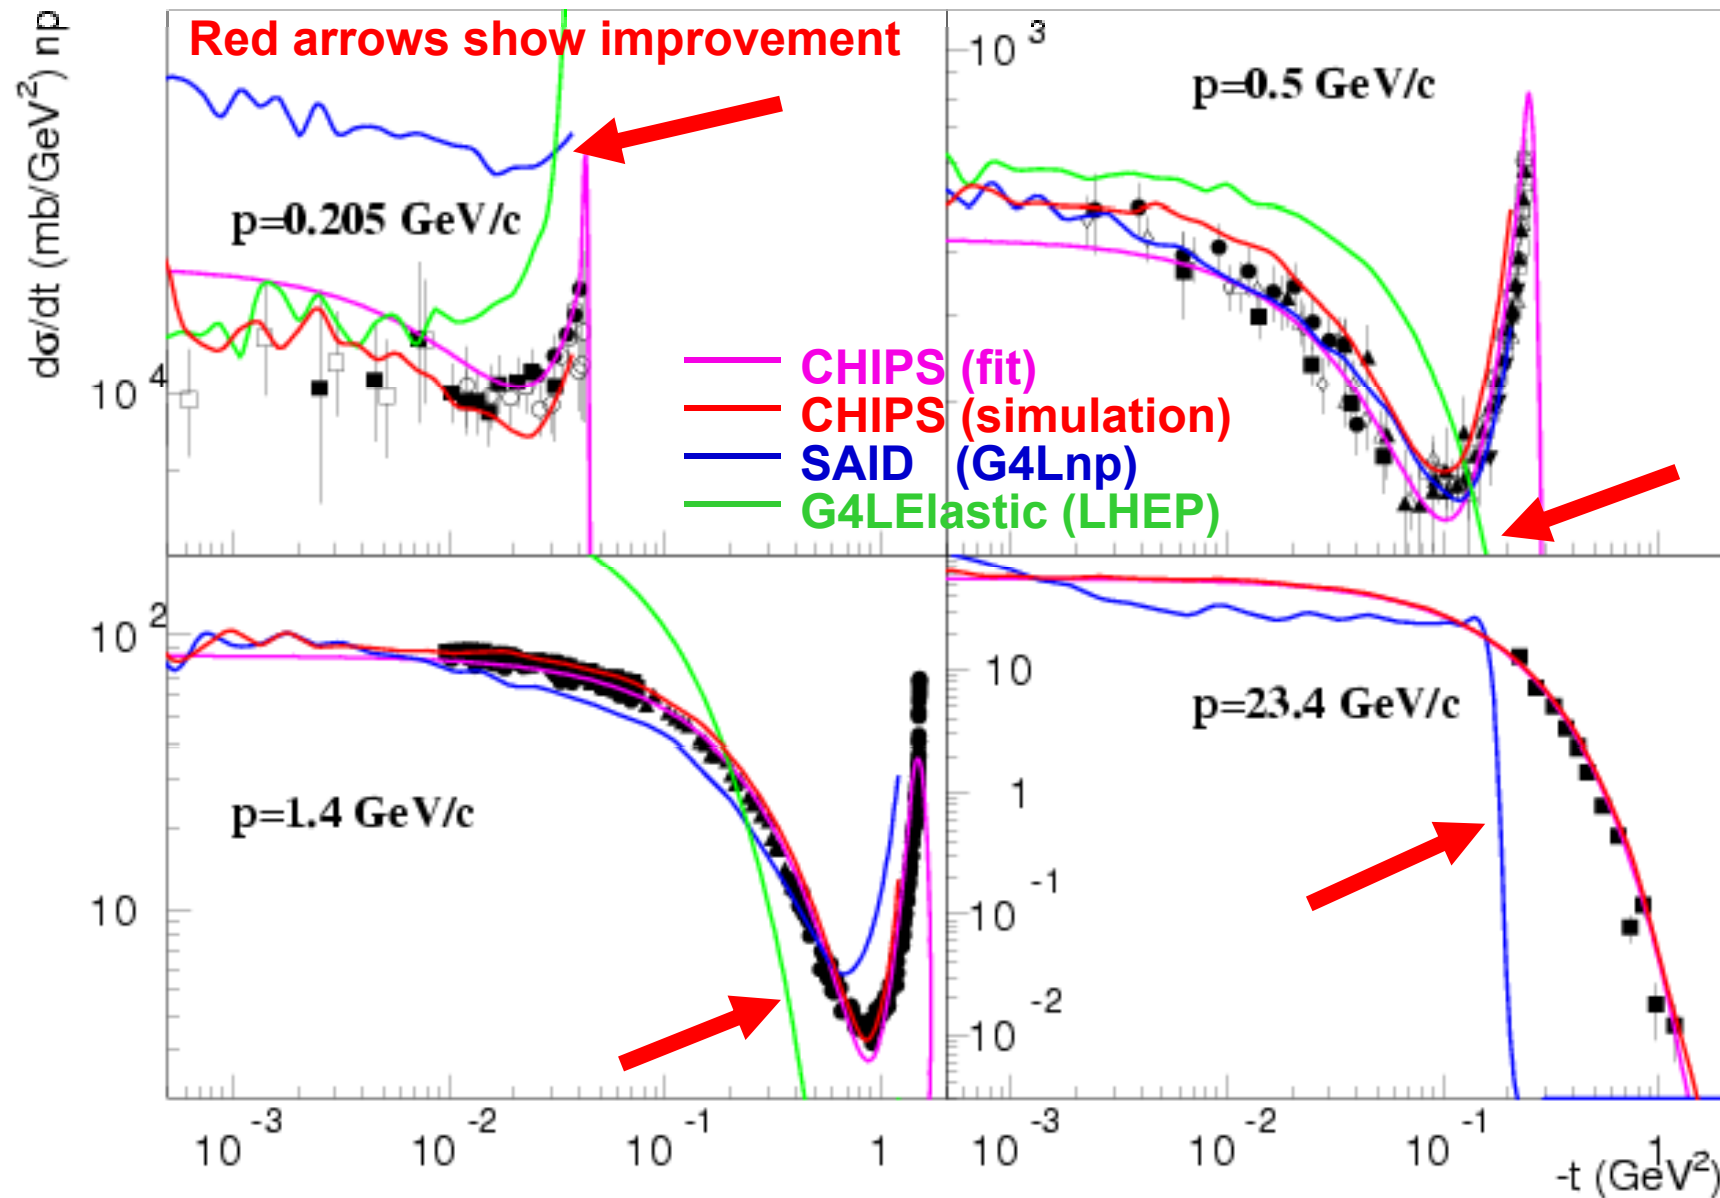 Red arrows show improvement
dσ/dt (mb/GeV²) np
p=0.205 GeV/c
10⁴
10³
p=0.5 GeV/c
CHIPS (fit)
CHIPS (simulation)
SAID (G4Lnp)
G4LElastic (LHEP)
10²
10
p=1.4 GeV/c
10
1
10⁻¹
10⁻²
p=23.4 GeV/c
10⁻³ 10⁻² 10⁻¹ 1
10⁻³ 10⁻² 10⁻¹ 1
-t (GeV²)